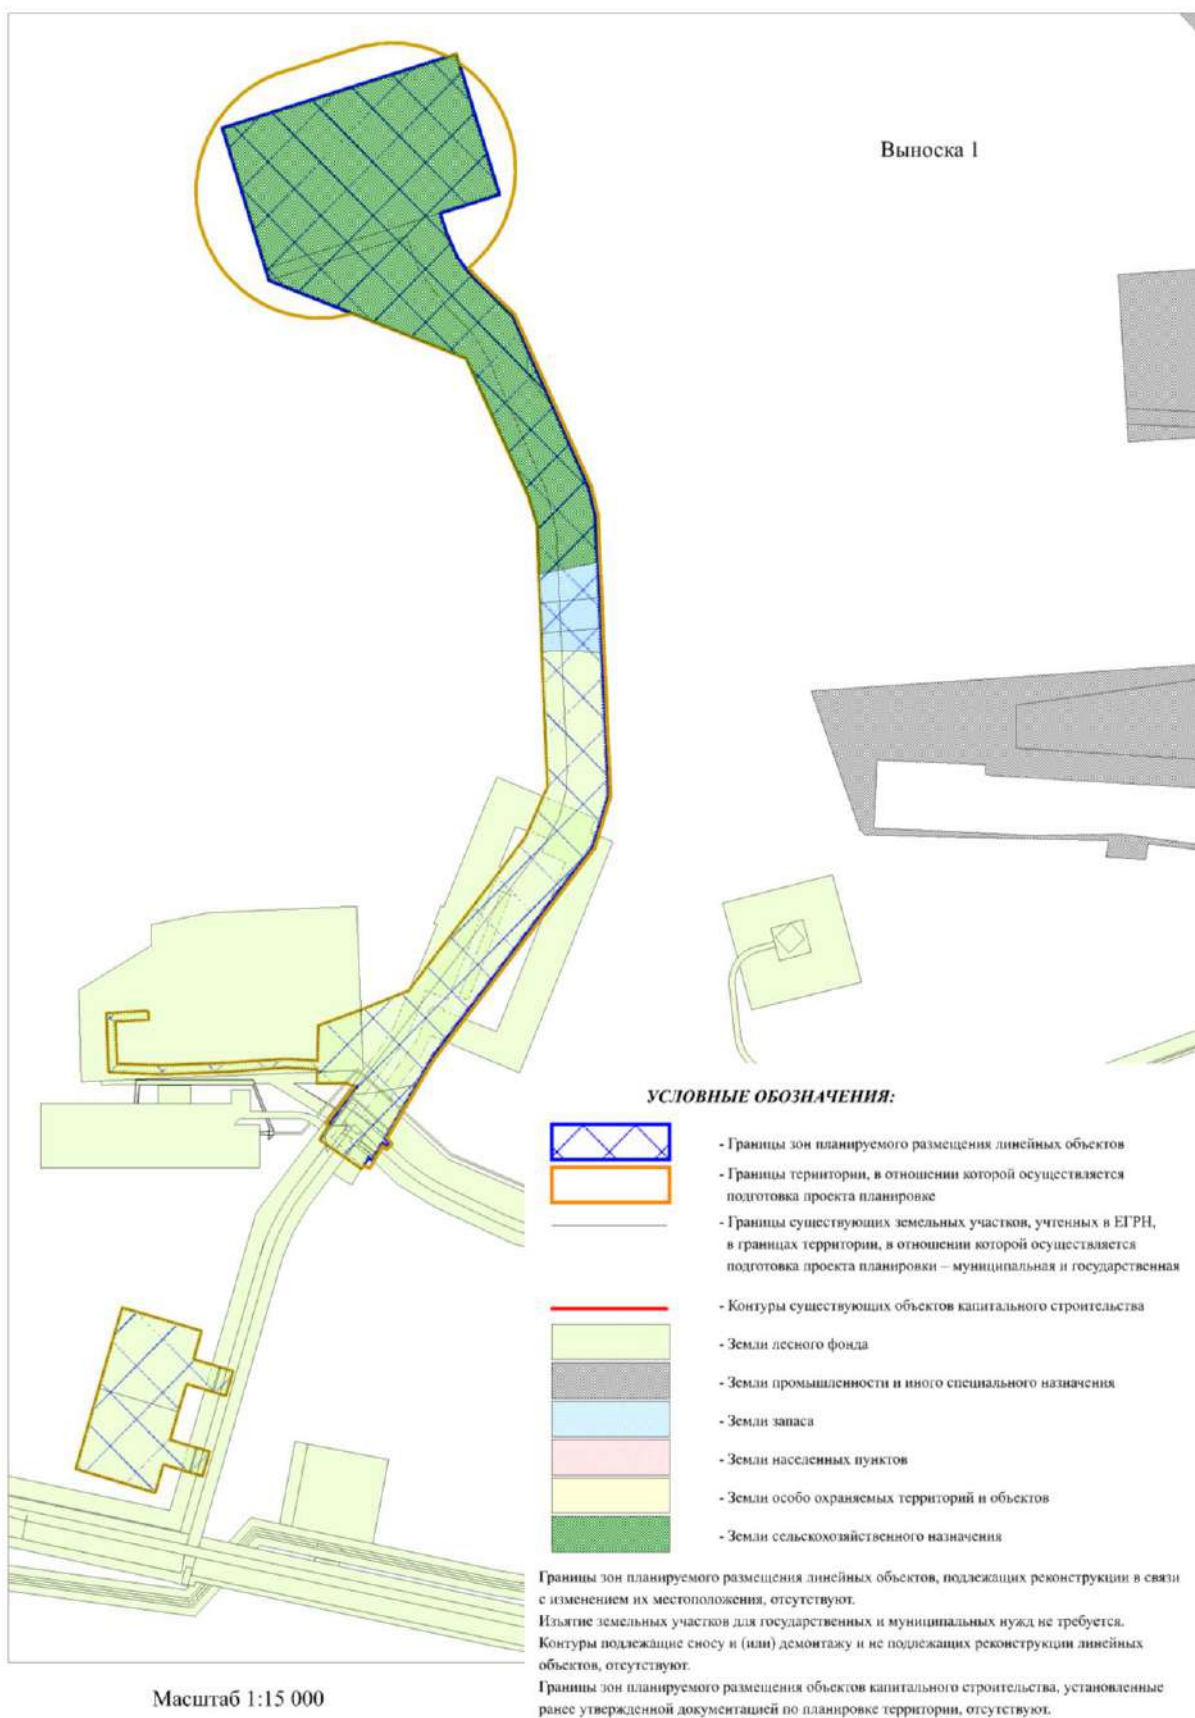 Выноска 1
УСЛОВНЫЕ ОБОЗНАЧЕНИЯ:
- Границы зон планируемого размещения линейных объектов
- Границы территории, в отношении которой осуществляется
подготовка проекта планировке
- Границы существующих земельных участков, учтенных в ЕГРН,
в границах территории, в отношении которой осуществляется
подготовка проекта планировки – муниципальная и государственная
- Контуры существующих объектов капитального строительства
- Земли лесного фонда
- Земли промышленности и иного специального назначения
- Земли запаса
- Земли населенных пунктов
- Земли особо охраняемых территорий и объектов
- Земли сельскохозяйственного назначения
Границы зон планируемого размещения линейных объектов, подлежащих реконструкции в связи
с изменением их местоположения, отсутствуют.
Изъятие земельных участков для государственных и муниципальных нужд не требуется.
Контуры подлежащие сносу и (или) демонтажу и не подлежащих реконструкции линейных
объектов, отсутствуют.
Границы зон планируемого размещения объектов капитального строительства, установленные
ранее утвержденной документацией по планировке территории, отсутствуют.
Масштаб 1:15 000